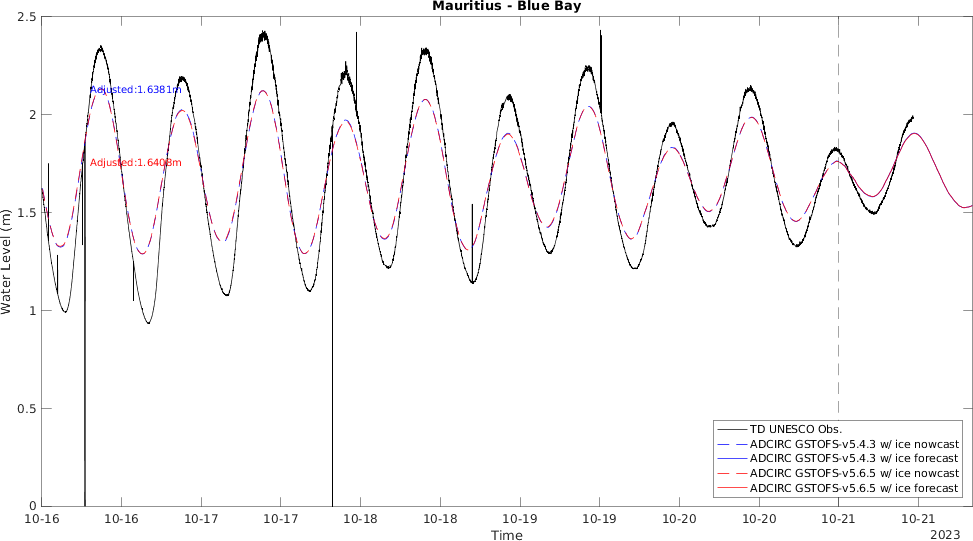 Mauritius - Blue Bay
Water Level (m)
2.5
2
1.5
1
0.5
0
Adjusted:1.6381m
Adjusted:1.6408m
TD UNESCO Obs.
ADCIRC GSTOFS-v5.4.3 w/ ice nowcast
ADCIRC GSTOFS-v5.4.3 w/ ice forecast
ADCIRC GSTOFS-v5.6.5 w/ ice nowcast
ADCIRC GSTOFS-v5.6.5 w/ ice forecast
10-16 10-16 10-17 10-17 10-18 10-18 10-19 10-19 10-20 10-20 10-21 10-21
2023
Time